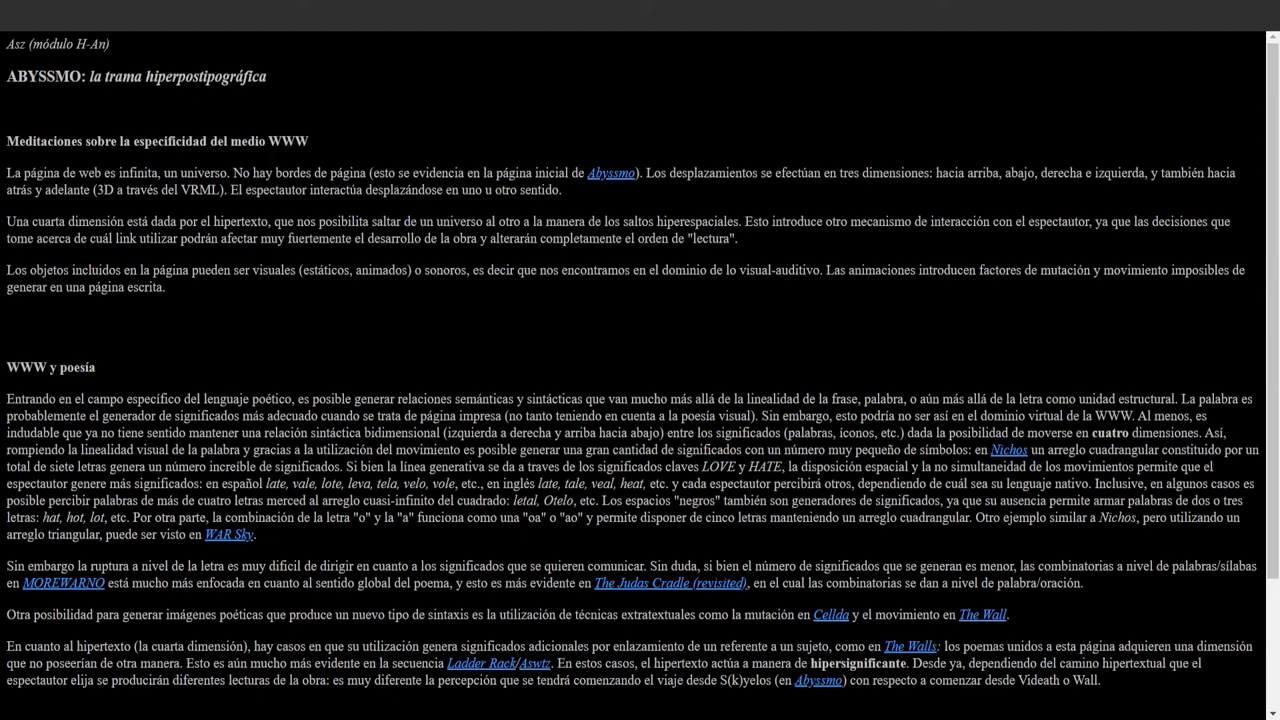 Asz (módulo H-An)
ABYSSMO: la trama hiperpostipográfica
Meditaciones sobre la especificidad del medio WWW
La página de web es infinita, un universo. No hay bordes de página (esto se evidencia en la página inicial de Abyssmo). Los desplazamientos se efectúan en tres dimensiones: hacia arriba, abajo, derecha e izquierda, y también hacia
atrás y adelante (3D a través del VRML). El espectautor interactúa desplazándose en uno u otro sentido.
Una cuarta dimensión está dada por el hipertexto, que nos posibilita saltar de un universo al otro a la manera de los saltos hiperespaciales. Esto introduce otro mecanismo de interacción con el espectautor, ya que las decisiones que
tome acerca de cuál link utilizar podrán afectar muy fuertemente el desarrollo de la obra y alterarán completamente el orden de "lectura".
Los objetos incluidos en la página pueden ser visuales (estáticos, animados) o sonoros, es decir que nos encontramos en el dominio de lo visual-auditivo. Las animaciones introducen factores de mutación y movimiento imposibles de
generar en una página escrita.
WWW y poesía
Entrando en el campo específico del lenguaje poético, es posible generar relaciones semánticas y sintácticas que van mucho más allá de la linealidad de la frase, palabra, o aún más allá de la letra como unidad estructural. La palabra es
probablemente el generador de significados más adecuado cuando se trata de página impresa (no tanto teniendo en cuenta a la poesía visual). Sin embargo, esto podría no ser así en el dominio virtual de la WWW. Al menos, es
indudable que ya no tiene sentido mantener una relación sintáctica bidimensional (izquierda a derecha y arriba hacia abajo) entre los significados (palabras, íconos, etc.) dada la posibilidad de moverse en cuatro dimensiones. Así,
rompiendo la linealidad visual de la palabra y gracias a la utilización del movimiento es posible generar una gran cantidad de significados con un número muy pequeño de símbolos: en Nichos un arreglo cuadrangular constituido por un
total de siete letras genera un número increíble de significados. Si bien la línea generativa se da a traves de los significados claves LOVE y HATE, la disposición espacial y la no simultaneidad de los movimientos permite que el
espectautor genere más significados: en español late, vale, lote, leva, tela, velo, vole, etc., en inglés late, tale, veal, heat, etc. y cada espectautor percibirá otros, dependiendo de cuál sea su lenguaje nativo. Inclusive, en algunos casos es
posible percibir palabras de más de cuatro letras merced al arreglo cuasi-infinito del cuadrado: letal, Otelo, etc. Los espacios "negros" también son generadores de significados, ya que su ausencia permite armar palabras de dos o tres
letras: hat, hot, lot, etc. Por otra parte, la combinación de la letra "o" y la "a" funciona como una "oa" o "ao" y permite disponer de cinco letras manteniendo un arreglo cuadrangular. Otro ejemplo similar a Nichos, pero utilizando un
arreglo triangular, puede ser visto en WAR Sky.
Sin embargo la ruptura a nivel de la letra es muy dificil de dirigir en cuanto a los significados que se quieren comunicar. Sin duda, si bien el número de significados que se generan es menor, las combinatorias a nivel de palabras/sílabas
en MOREWARNO está mucho más enfocada en cuanto al sentido global del poema, y esto es más evidente en The Judas Cradle (revisited), en el cual las combinatorias se dan a nivel de palabra/oración.
Otra posibilidad para generar imágenes poéticas que produce un nuevo tipo de sintaxis es la utilización de técnicas extratextuales como la mutación en Cellda y el movimiento en The Wall.
En cuanto al hipertexto (la cuarta dimensión), hay casos en que su utilización genera significados adicionales por enlazamiento de un referente a un sujeto, como en The Walls: los poemas unidos a esta página adquieren una dimensión
que no poseerían de otra manera. Esto es aún mucho más evidente en la secuencia Ladder Rack/Aswtz. En estos casos, el hipertexto actúa a manera de hipersignificante. Desde ya, dependiendo del camino hipertextual que el
espectautor elija se producirán diferentes lecturas de la obra: es muy diferente la percepción que se tendrá comenzando el viaje desde S(k)yelos (en Abyssmo) con respecto a comenzar desde Videath o Wall.